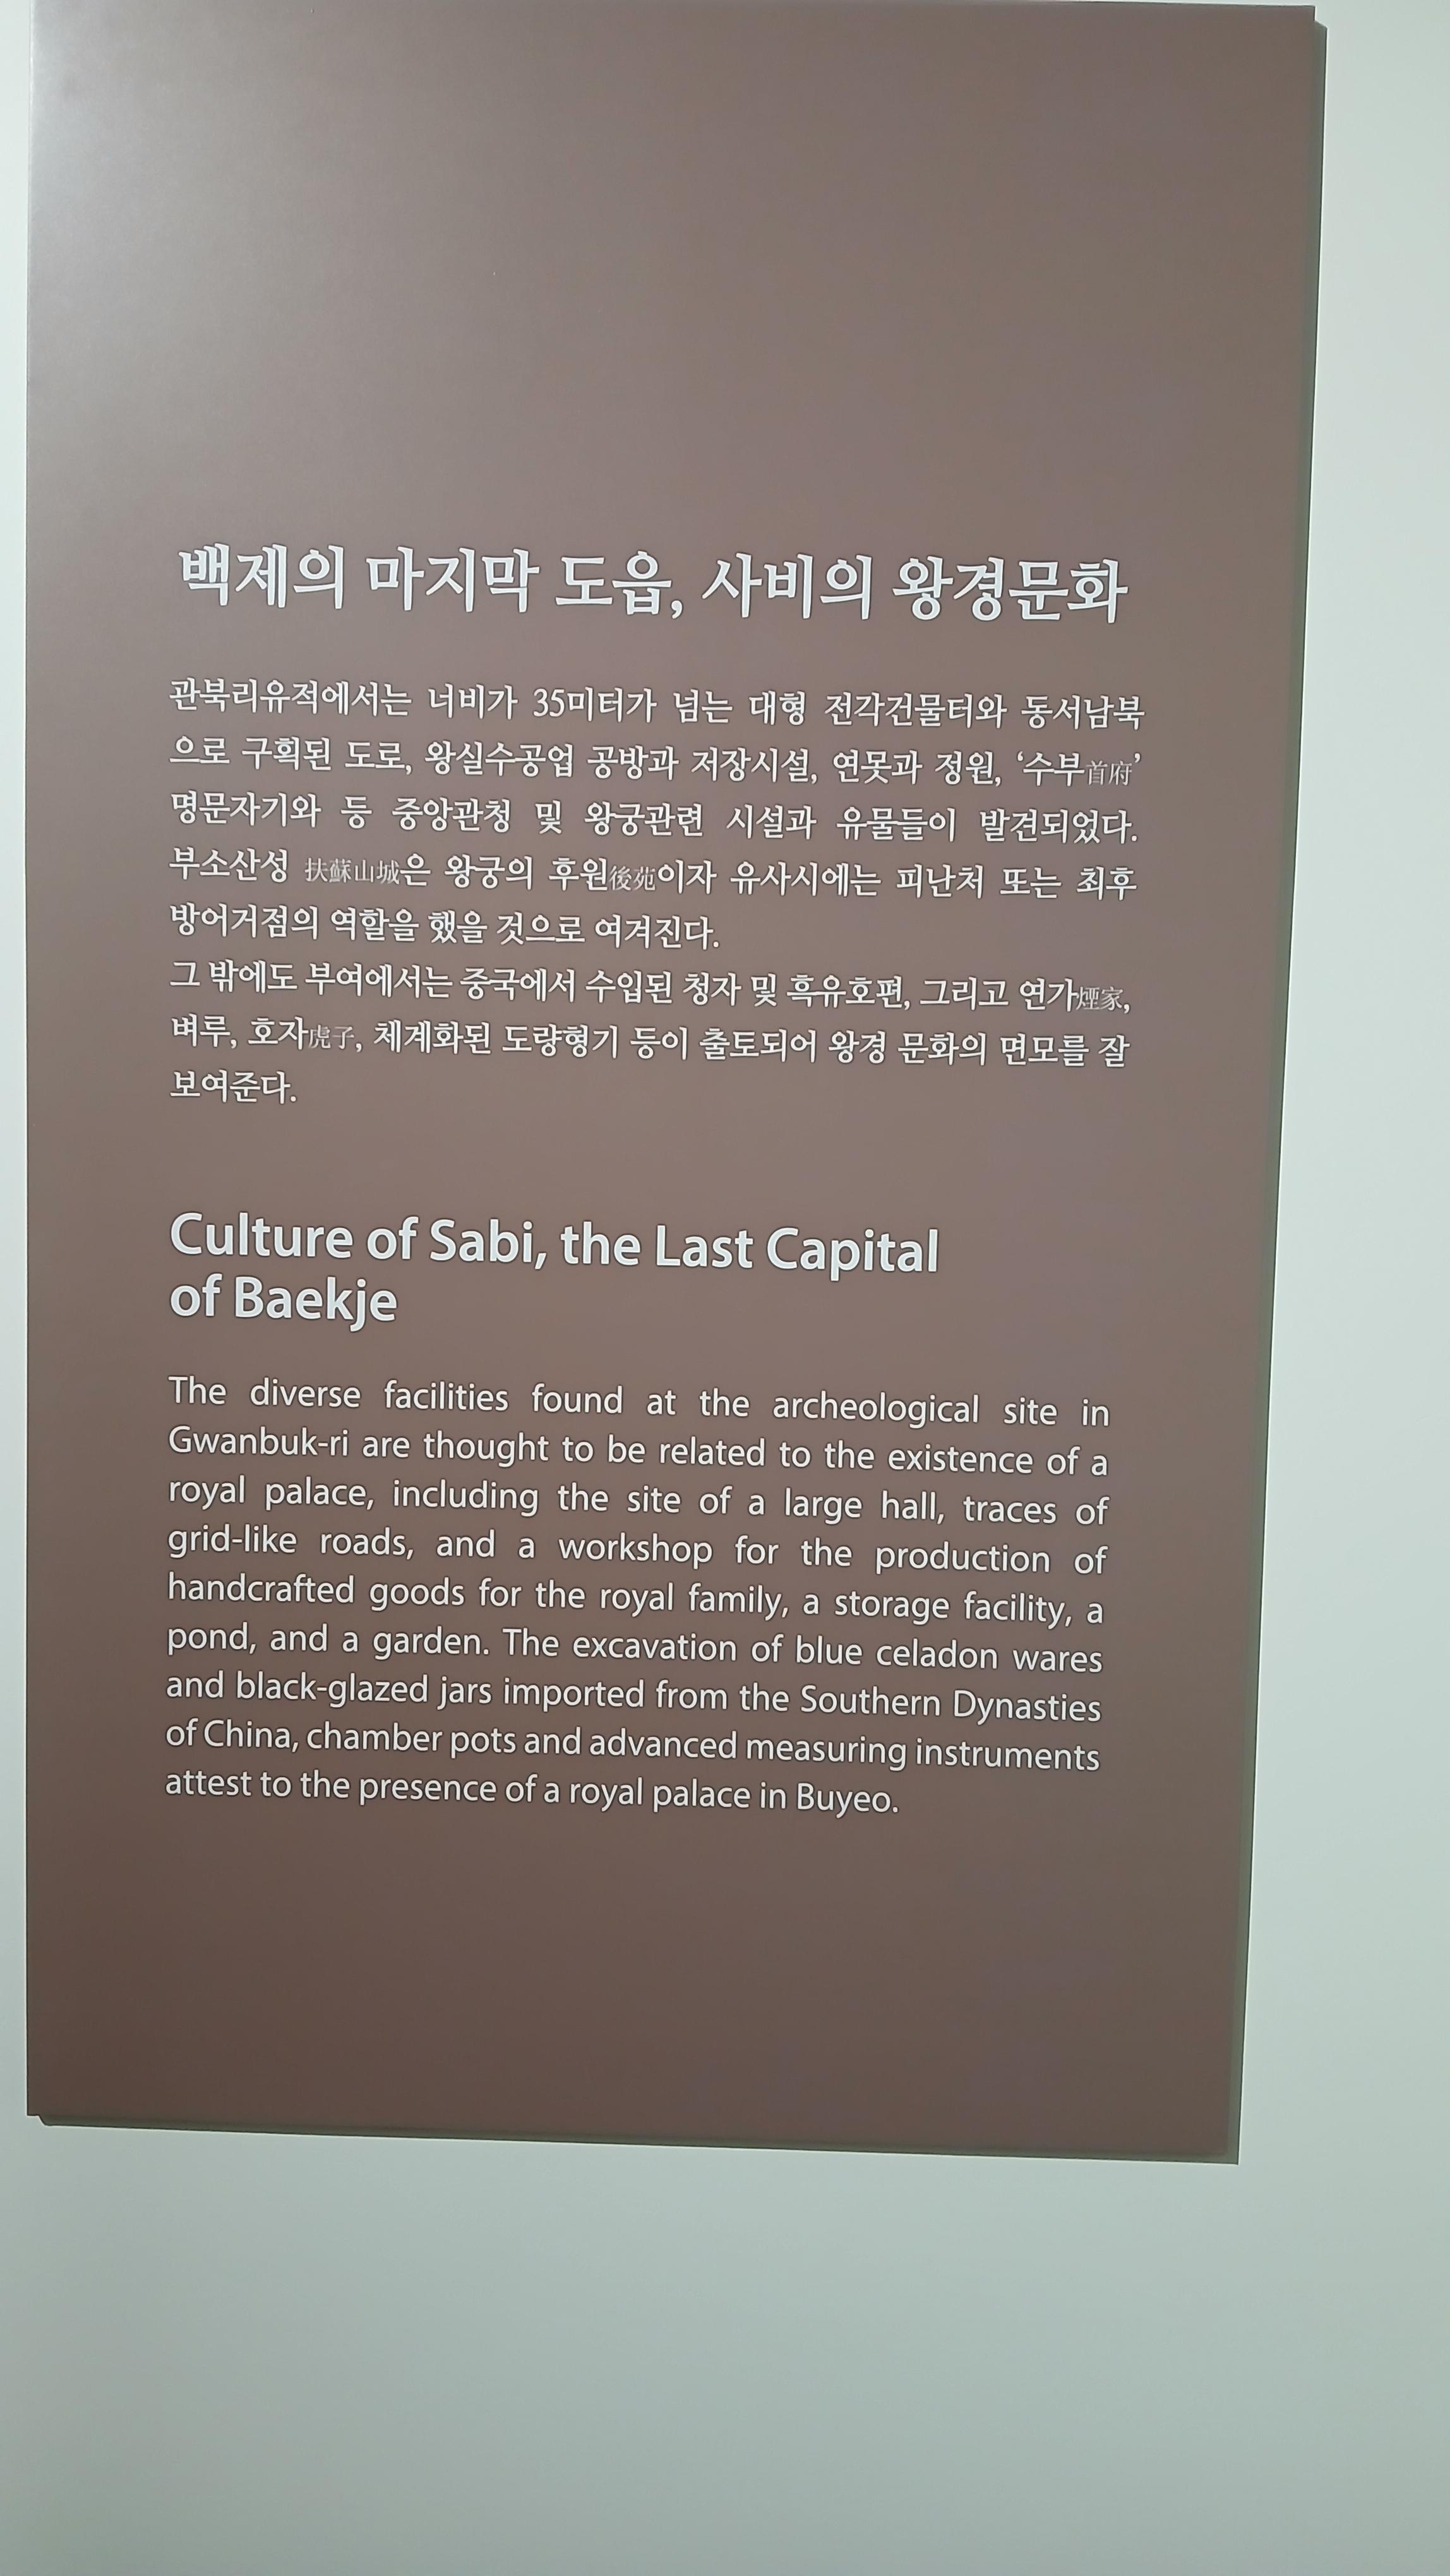 백제의 마지막 도읍, 사비의 왕경문화
관북리유적에서는 너비가 35미터가 넘는 대형 전각건물터와 동서남북
으로 구획된 도로, 왕실수공업 공방과 저장시설, 연못과 정원, ‘수부首府’
명문자기와 등 중앙관청 및 왕궁관련 시설과 유물들이 발견되었다.
부소산성 扶蘇山城은 왕궁의 후원後苑이자 유사시에는 피난처 또는 최후
방어거점의 역할을 했을 것으로 여겨진다.
그 밖에도 부여에서는 중국에서 수입된 청자 및 흑유호편, 그리고 연가煙家,
벼루, 호자虎子, 체계화된 도량형기 등이 출토되어 왕경 문화의 면모를 잘
보여준다.
Culture of Sabi, the Last Capital
of Baekje
The diverse facilities found at the archeological site in
Gwanbuk-ri are thought to be related to the existence of a
royal palace, including the site of a large hall, traces of
grid-like roads, and a workshop for the production of
handcrafted goods for the royal family, a storage facility, a
pond, and a garden. The excavation of blue celadon wares
and black-glazed jars imported from the Southern Dynasties
of China, chamber pots and advanced measuring instruments
attest to the presence of a royal palace in Buyeo.